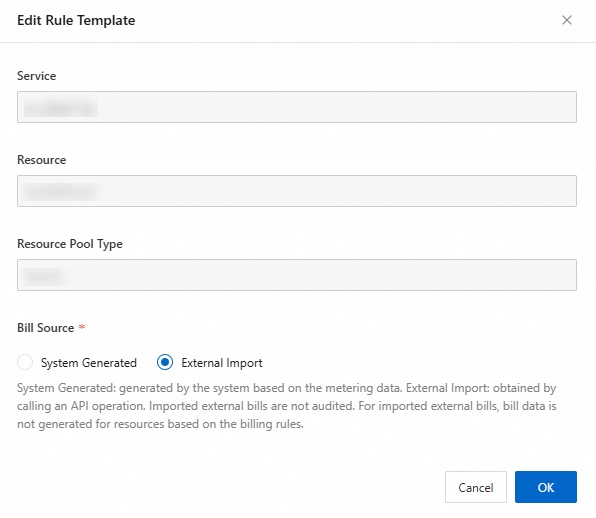 Edit Rule Template
Service
Resource
Resource Pool Type
Bill Source *
System Generated
External Import
System Generated: generated by the system based on the metering data. External Import: obtained by
calling an API operation. Imported external bills are not audited. For imported external bills, bill data is
not generated for resources based on the billing rules.
Cancel
OK